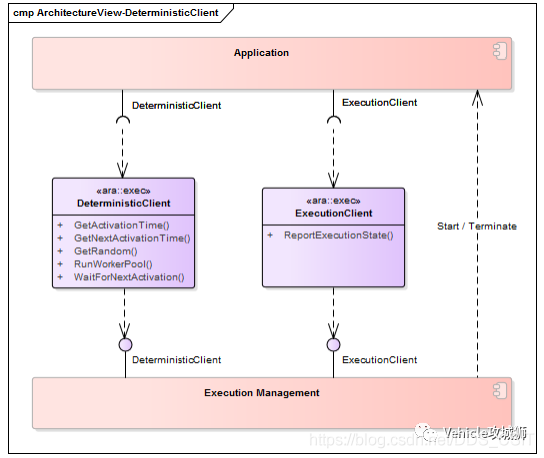 cmp ArchitectureView-DeterministicClient
Application
DeterministicClient
ExecutionClient
«ara::exec»
DeterministicClient
+ GetActivationTime()
+ GetNextActivationTime()
+ GetRandom()
+ RunWorkerPool()
+ WaitForNextActivation()
«ara::exec»
ExecutionClient
+ ReportExecutionState()
Start / Terminate
DeterministicClient
ExecutionClient
Execution Management
Vehicle攻城狮
https://blog.csdn.net/